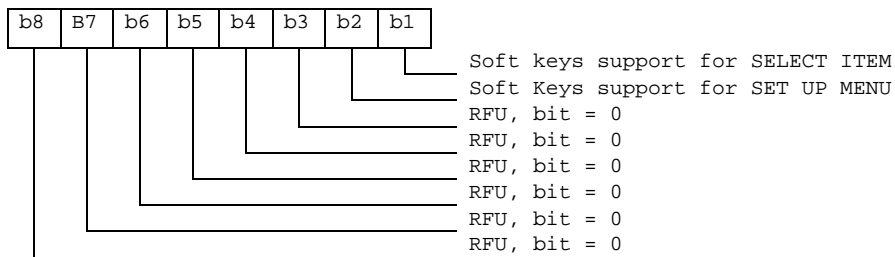 b8 B7 b6 b5 b4 b3 b2 b1
Soft keys support for SELECT ITEM
Soft Keys support for SET UP MENU
RFU, bit = 0
RFU, bit = 0
RFU, bit = 0
RFU, bit = 0
RFU, bit = 0
RFU, bit = 0